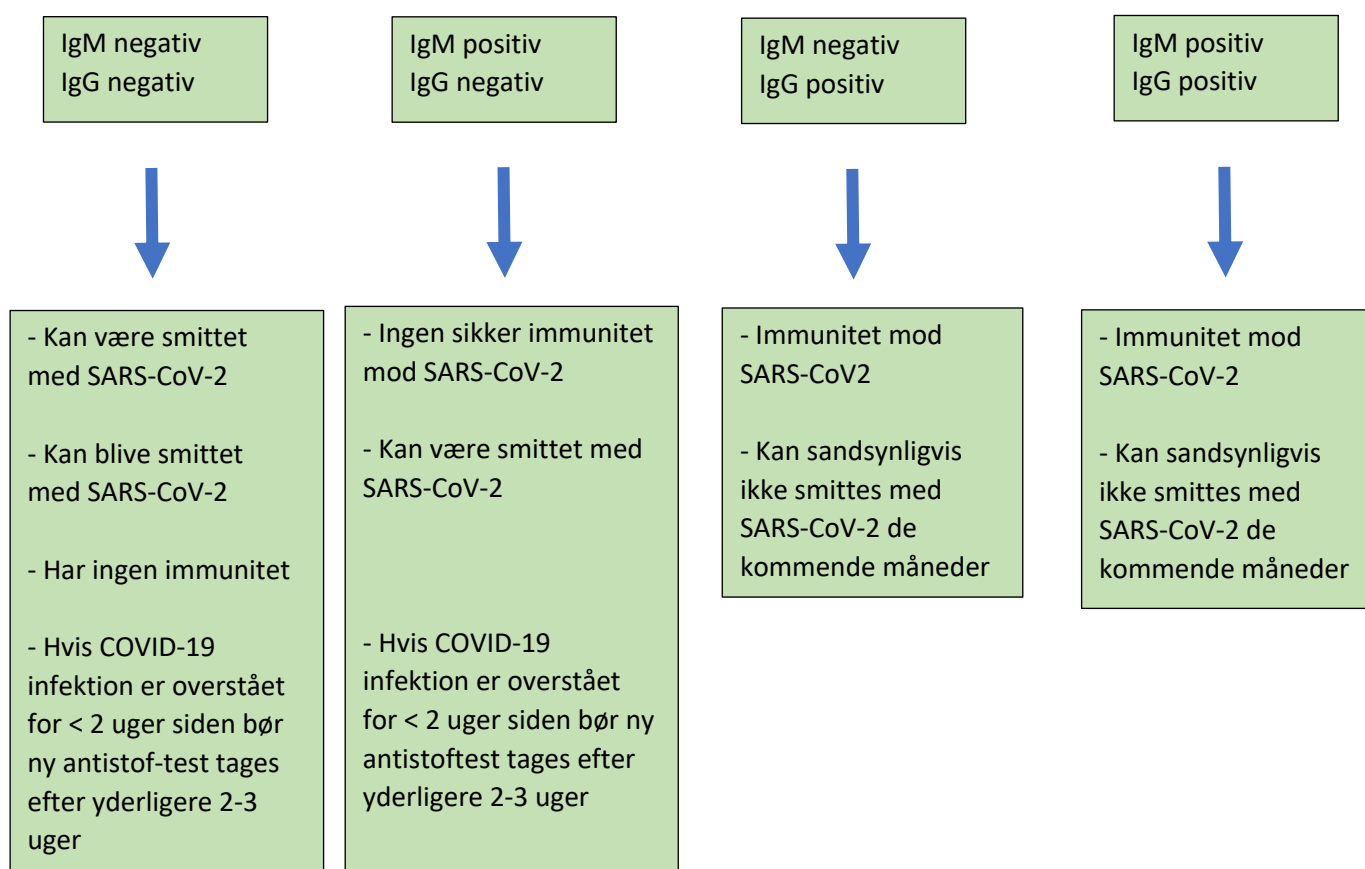 IgM negativ
IgG negativ
IgM positiv
IgG negativ
IgM negativ
IgG positiv
IgM positiv
IgG positiv
- Kan være smittet
med SARS-CoV-2
- Kan blive smittet
med SARS-CoV-2
- Har ingen immunitet
- Hvis COVID-19
infektion er overstået
for < 2 uger siden bør
ny antistof-test tages
efter yderligere 2-3
uger
- Ingen sikker immunitet
mod SARS-CoV-2
- Kan være smittet med
SARS-CoV-2
- Hvis COVID-19
infektion er overstået
for < 2 uger siden bør ny
antistoftest tages efter
yderligere 2-3 uger
- Immunitet mod
SARS-CoV2
- Kan sandsynligvis
ikke smittes med
SARS-CoV-2 de
kommende måneder
- Immunitet mod
SARS-CoV-2
- Kan sandsynligvis
ikke smittes med
SARS-CoV-2 de
kommende måneder